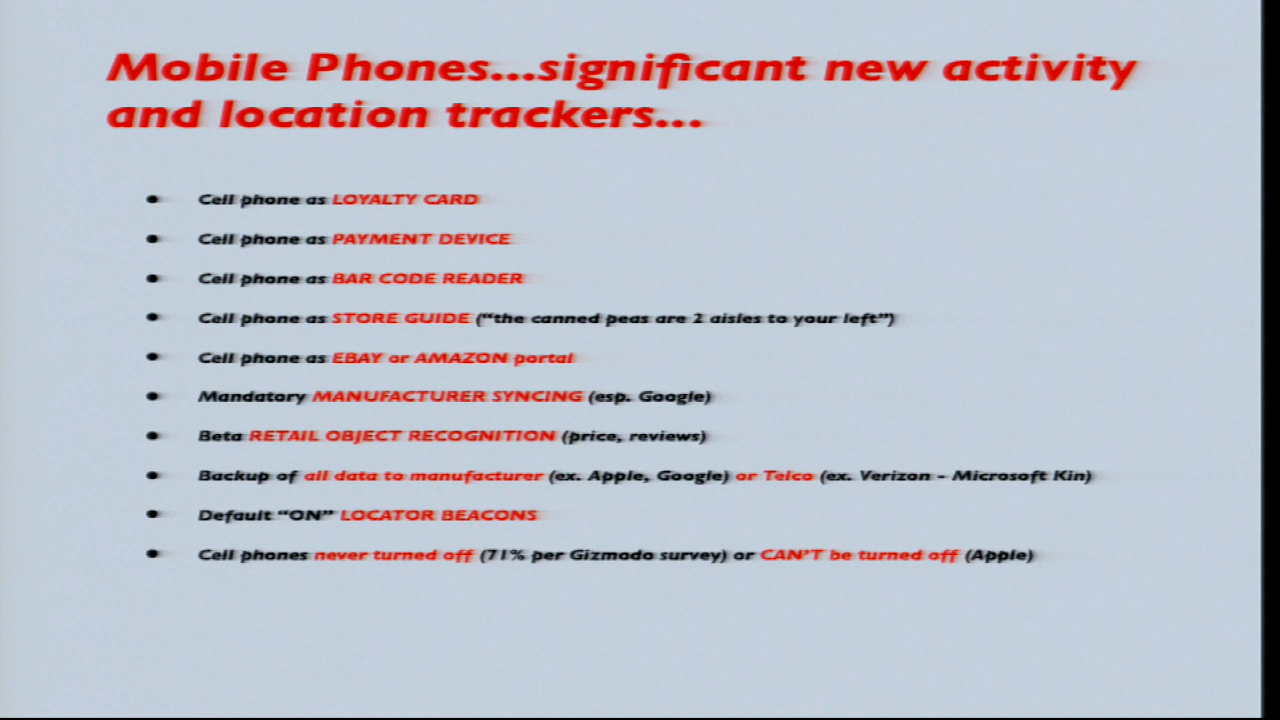 Mobile Phones...significant new activity
and location trackers...
• Cell phone as LOYALTY CARD
• Cell phone as PAYMENT DEVICE
• Cell phone as BAR CODE READER
• Cell phone as STORE GUIDE (“the canned peas are 2 aisles to your left”)
• Cell phone as EBAY or AMAZON portal
• Mandatory MANUFACTURER SYNCING (esp. Google)
• Beta RETAIL OBJECT RECOGNITION (price, reviews)
• Backup of all data to manufacturer (ex. Apple, Google) or Telco (ex. Verizon – Microsoft Kin)
• Default “ON” LOCATOR BEACONS
• Cell phones never turned off (71% per Gizmodo survey) or CAN’T be turned off (Apple)